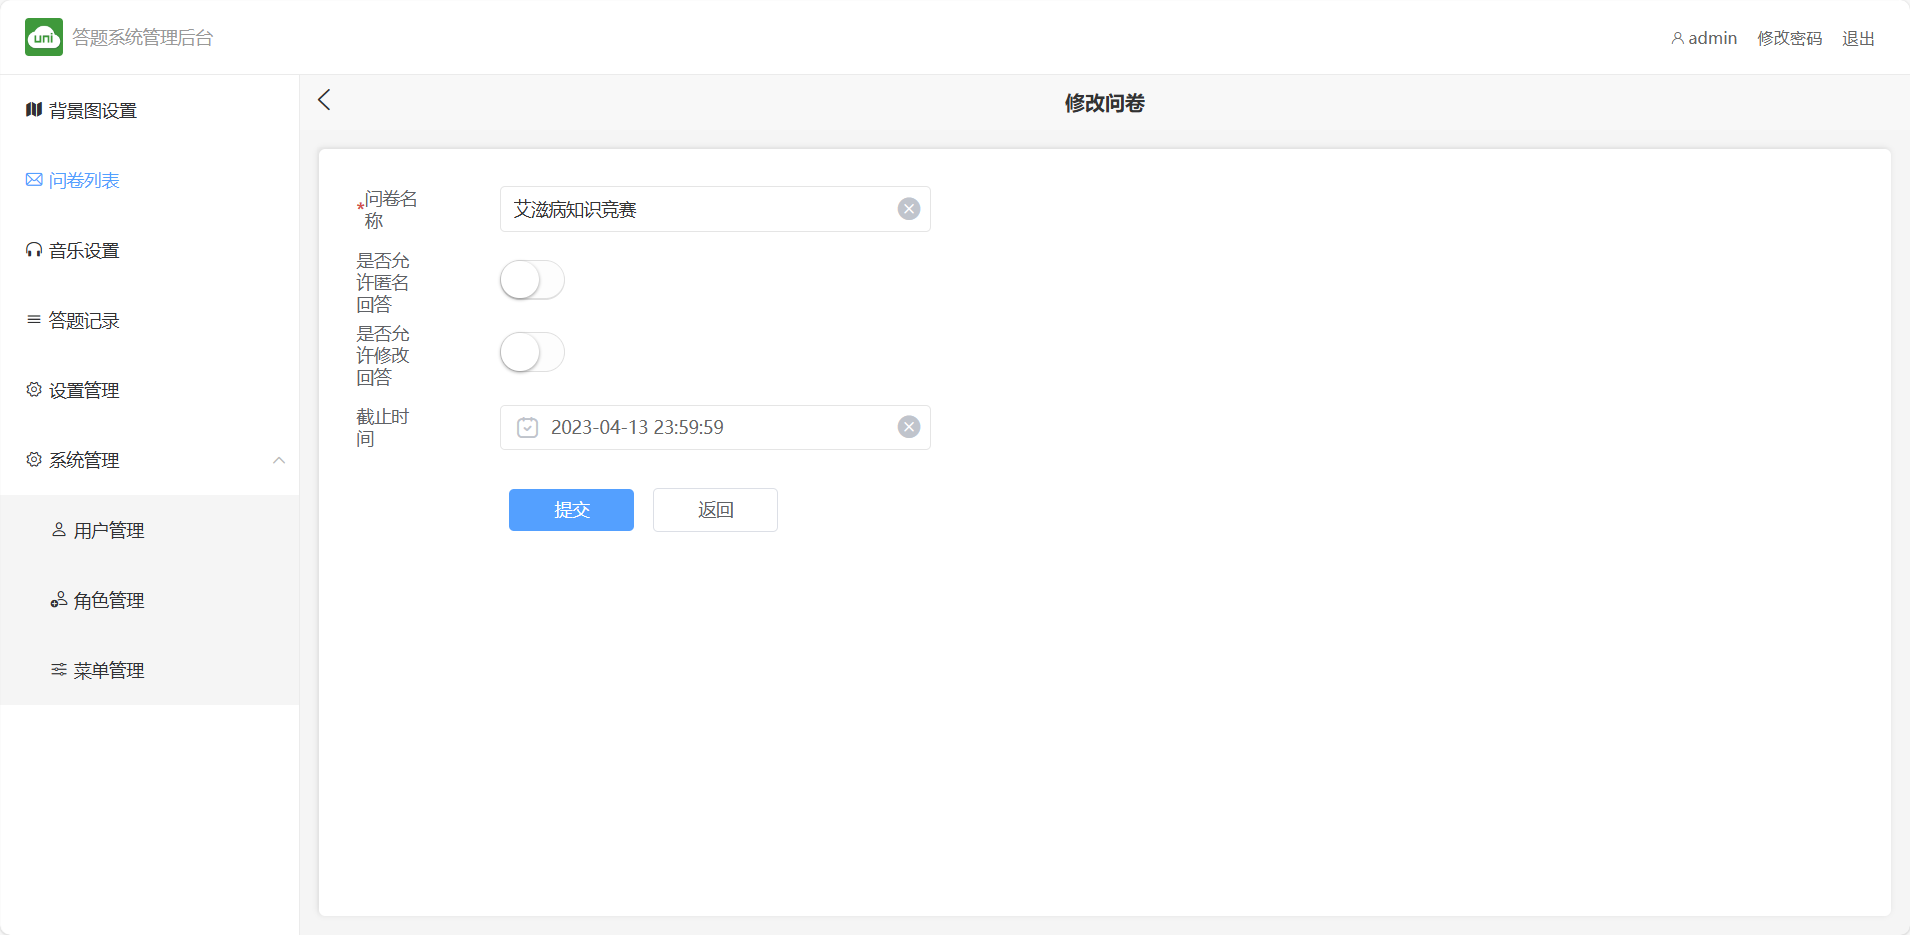 uni 答题系统管理后台
admin 修改密码 退出
背景图设置
问卷列表
音乐设置
答题记录
设置管理
系统管理
用户管理
角色管理
菜单管理
修改问卷
*问卷名
称
艾滋病知识竞赛
是否允
许匿名
回答
是否允
许修改
回答
截止时
间
2023-04-13 23:59:59
提交 返回